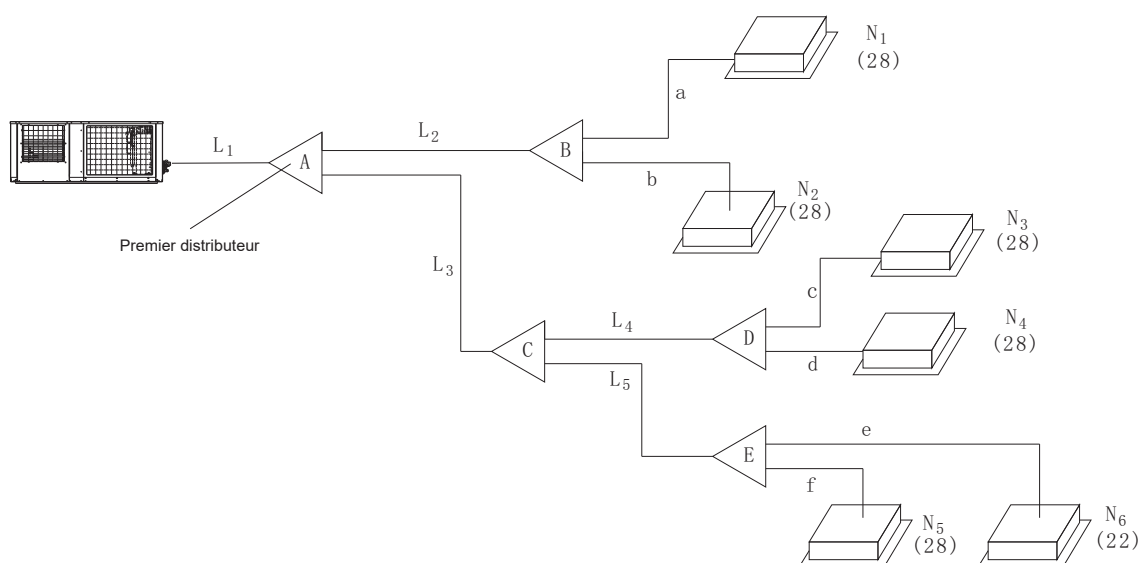 N₁
(28)
a
L₁
L₂
A
B
b
N₂
(28)
Premier distributeur
N₃
(28)
L₃
c
L₄
D
N₄
(28)
C
d
L₅
e
E
f
N₅
(28)
N₆
(22)